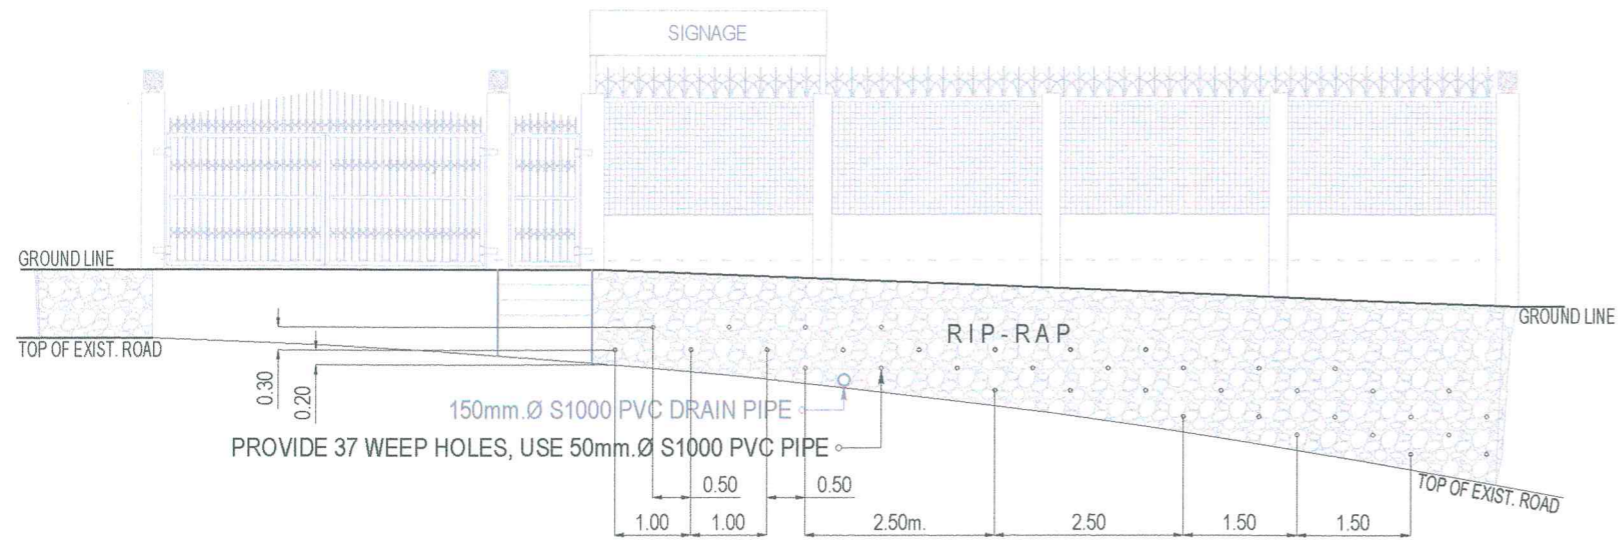 SIGNAGE
GROUND LINE
GROUND LINE
RIP-RAP
TOP OF EXIST. ROAD
0.30
0.20
150mm.Ø S1000 PVC DRAIN PIPE
PROVIDE 37 WEEP HOLES, USE 50mm.Ø S1000 PVC PIPE
TOP OF EXIST. ROAD
0.50
0.50
1.00
1.00
2.50m.
2.50
1.50
1.50